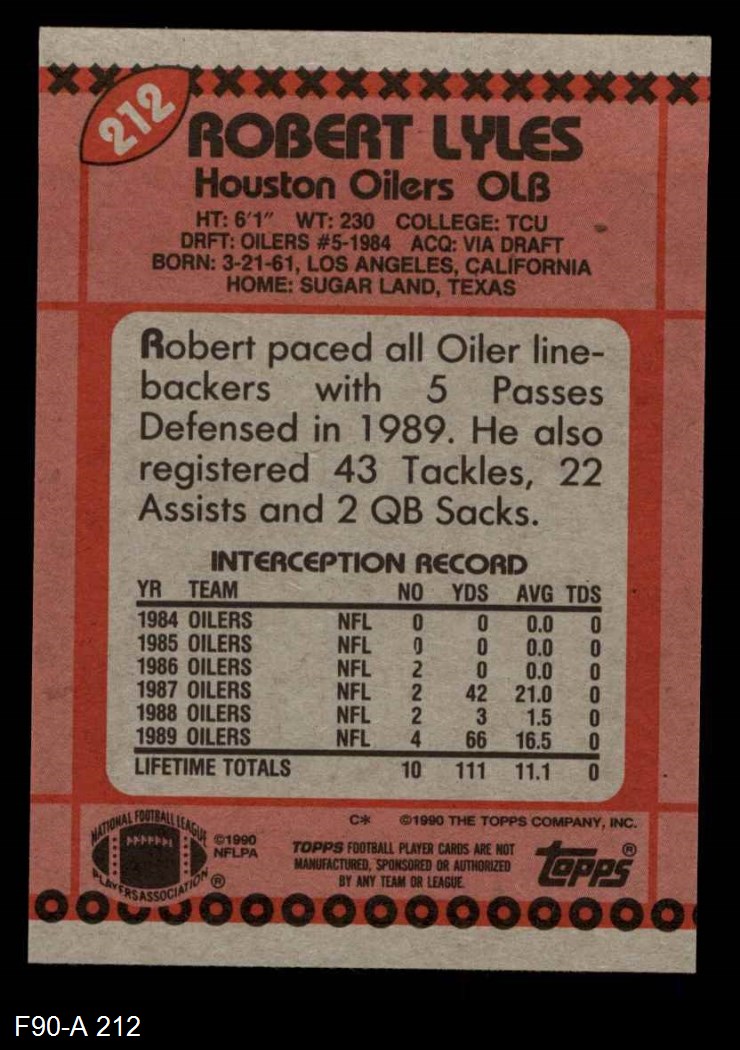 212
ROBERT LYLES
Houston Oilers OLB
HT: 6'1" WT: 230 COLLEGE: TCU
DRFT: OILERS #5-1984 ACQ: VIA DRAFT
BORN: 3-21-61, LOS ANGELES, CALIFORNIA
HOME: SUGAR LAND, TEXAS
Robert paced all Oiler line-
backers with 5 Passes
Defensed in 1989. He also
registered 43 Tackles, 22
Assists and 2 QB Sacks.
INTERCEPTION RECORD
YR TEAM NO YDS AVG TDS
1984 OILERS NFL 0 0 0.0 0
1985 OILERS NFL 0 0 0.0 0
1986 OILERS NFL 2 0 0.0 0
1987 OILERS NFL 2 42 21.0 0
1988 OILERS NFL 2 3 1.5 0
1989 OILERS NFL 4 66 16.5 0
LIFETIME TOTALS 10 111 11.1 0
C* ©1990 THE TOPPS COMPANY, INC.
NATIONAL FOOTBALL LEAGUE
PLAYERS ASSOCIATION ®
©1990
NFLPA
TOPPS FOOTBALL PLAYER CARDS ARE NOT
MANUFACTURED, SPONSORED OR AUTHORIZED
BY ANY TEAM OR LEAGUE.
topps®
F90-A 212